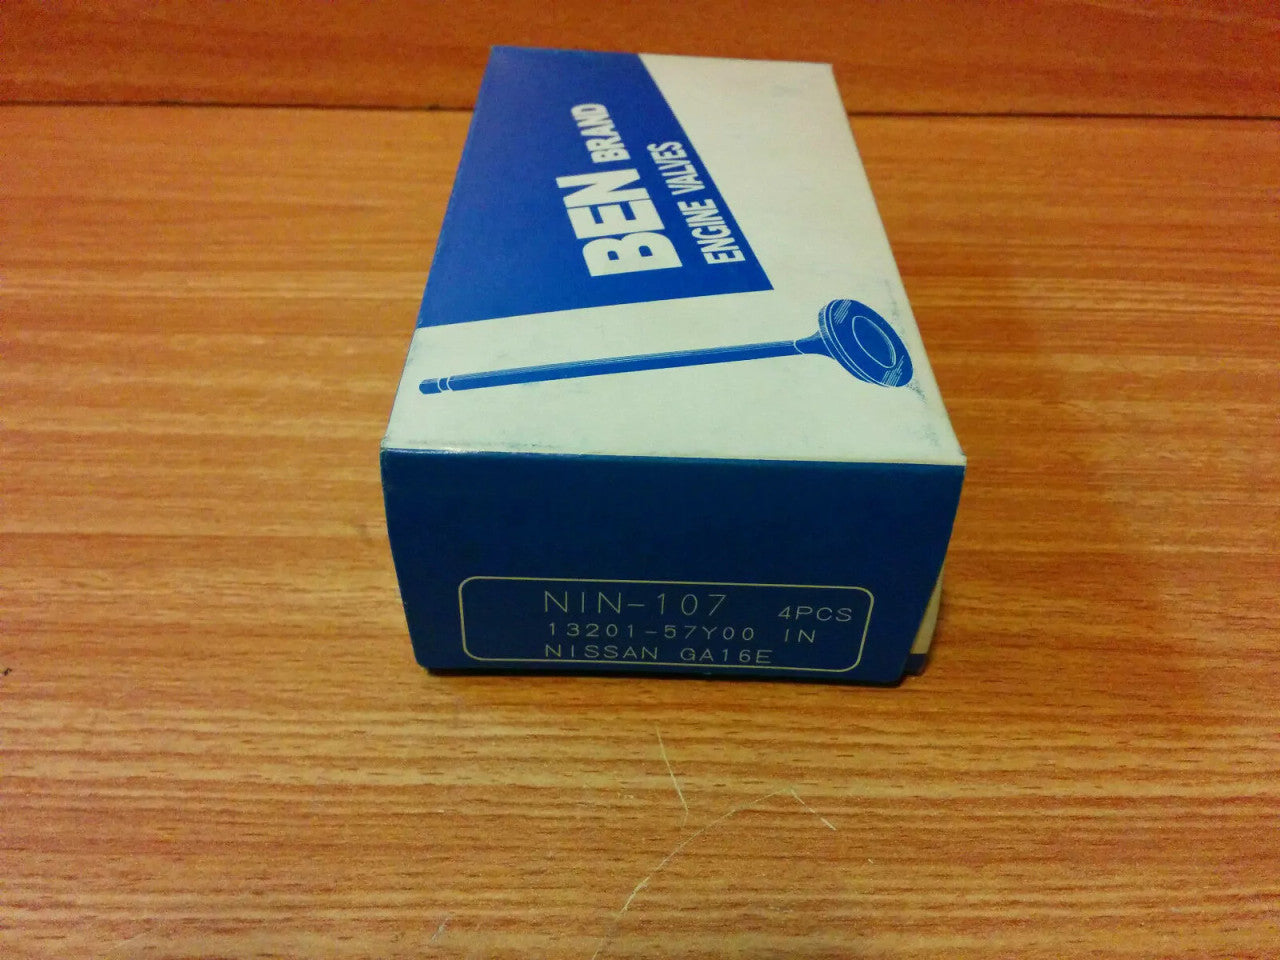 BEN BRAND
ENGINE VALVES
NIN-107 4PCS
13201-57Y00 IN
NISSAN GA16E